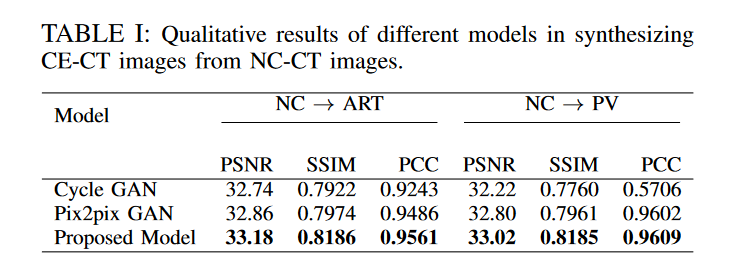 TABLE I: Qualitative results of different models in synthesizing
CE-CT images from NC-CT images.
Model NC → ART NC → PV
PSNR SSIM PCC PSNR SSIM PCC
Cycle GAN 32.74 0.7922 0.9243 32.22 0.7760 0.5706
Pix2pix GAN 32.86 0.7974 0.9486 32.80 0.7961 0.9602
Proposed Model 33.18 0.8186 0.9561 33.02 0.8185 0.9609